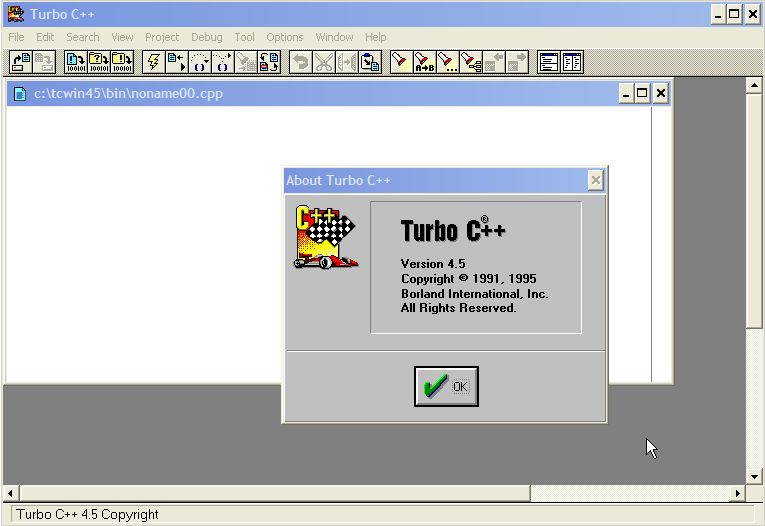 Turbo C++
File Edit Search View Project Debug Tool Options Window Help
A→B
c:\tcwin45\bin\noname00.cpp
About Turbo C++
C++
Turbo C++®
Version 4.5
Copyright © 1991, 1995
Borland International, Inc.
All Rights Reserved.
OK
Turbo C++ 4.5 Copyright